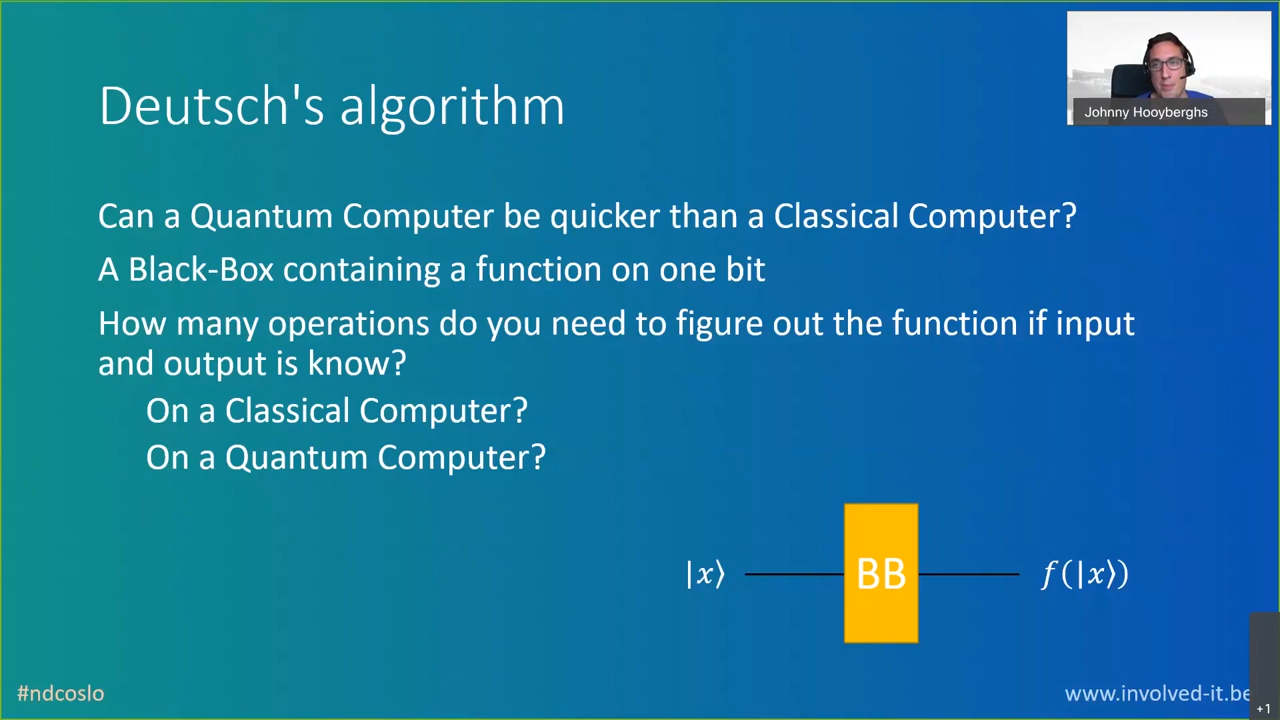 Deutsch's algorithm
Johnny Hooyberghs
Can a Quantum Computer be quicker than a Classical Computer?
A Black-Box containing a function on one bit
How many operations do you need to figure out the function if input
and output is know?
On a Classical Computer?
On a Quantum Computer?
|x⟩
BB
f(|x⟩)
#ndcoslo
www.involved-it.be
+1